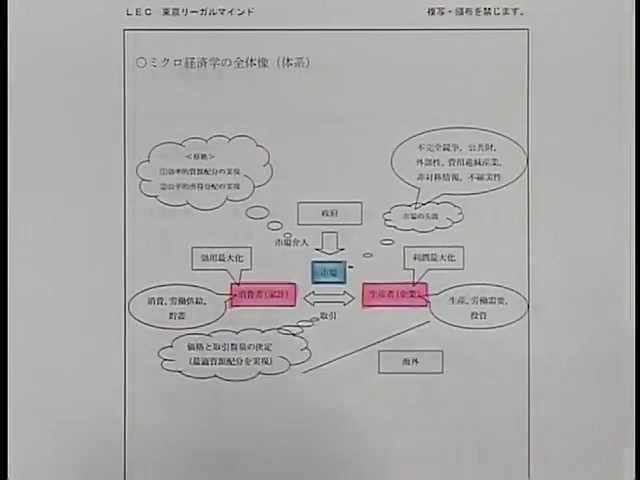 LEC 東京リーガルマインド
複写・頒布を禁じます。
○ミクロ経済学の全体像（体系）
①効率的資源配分の実現
②公平的所得分配の実現
不完全競争、公共財、
外部性、費用逓減産業、
非対称情報、不確実性
政府
市場の失敗
市場介入
効用最大化
利潤最大化
市場
消費者（家計）
生産者（企業）
消費、労働供給、
貯蓄
生産、労働需要、
投資
取引
価格と取引数量の決定
（最適資源配分を実現）
海外